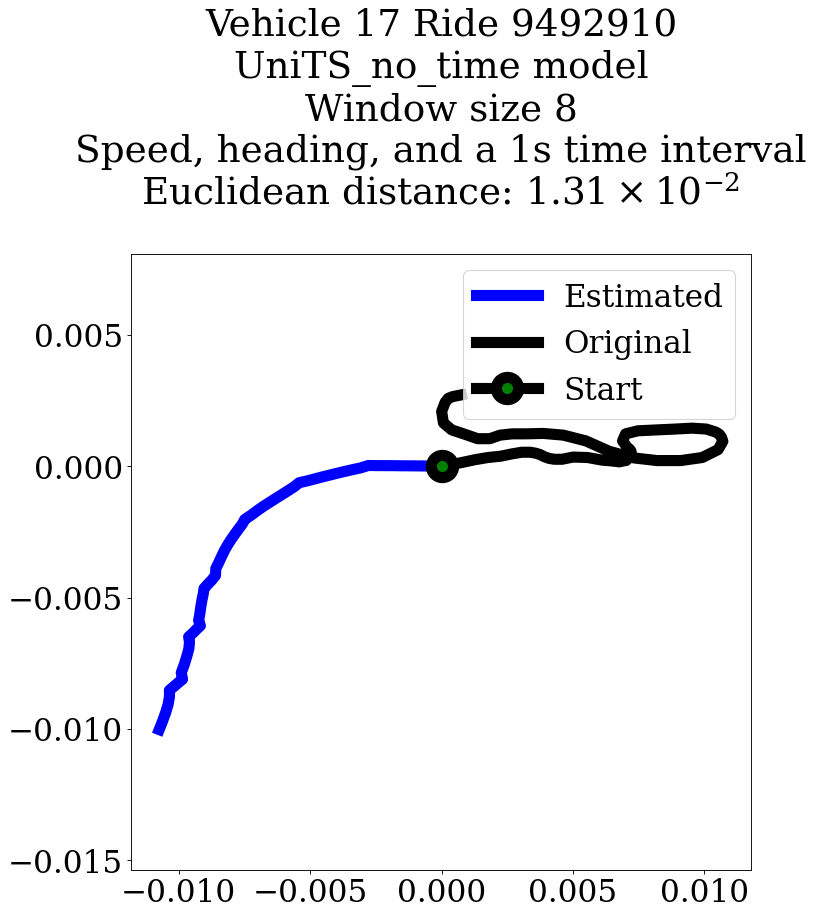 Vehicle 17 Ride 9492910
UniTS_no_time model
Window size 8
Speed, heading, and a 1s time interval
Euclidean distance: 1.31 × 10⁻²
Estimated
Original
Start
0.005
0.000
−0.005
−0.010
−0.015
−0.010 −0.005 0.000 0.005 0.010